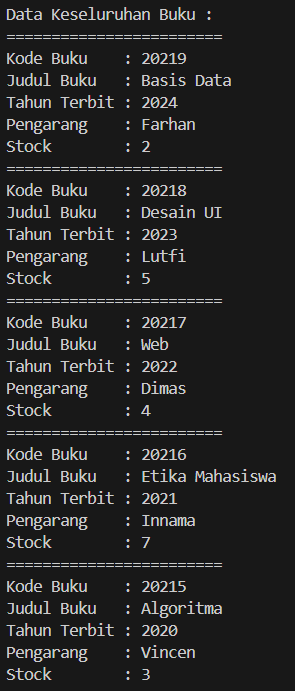 Data Keseluruhan Buku :
========================
Kode Buku    : 20219
Judul Buku   : Basis Data
Tahun Terbit : 2024
Pengarang    : Farhan
Stock        : 2
========================
Kode Buku    : 20218
Judul Buku   : Desain UI
Tahun Terbit : 2023
Pengarang    : Lutfi
Stock        : 5
========================
Kode Buku    : 20217
Judul Buku   : Web
Tahun Terbit : 2022
Pengarang    : Dimas
Stock        : 4
========================
Kode Buku    : 20216
Judul Buku   : Etika Mahasiswa
Tahun Terbit : 2021
Pengarang    : Innama
Stock        : 7
========================
Kode Buku    : 20215
Judul Buku   : Algoritma
Tahun Terbit : 2020
Pengarang    : Vincen
Stock        : 3